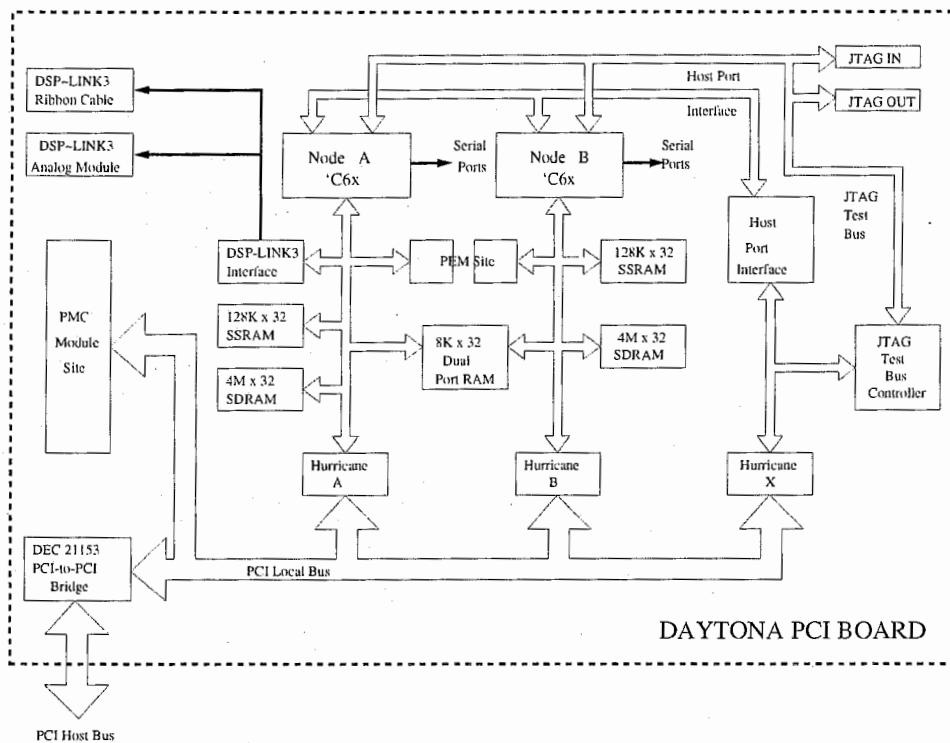 DSP~LINK3
Ribbon Cable
DSP~LINK3
Analog Module
JTAG IN
JTAG OUT
Host Port
Interface
Node A
'C6x
Serial
Ports
Node B
'C6x
Serial
Ports
JTAG
Test
Bus
Host
Port
Interface
DSP-LINK3
Interface
PEM Site
128K x 32
SSRAM
PMC
Module
Site
128K x 32
SSRAM
8K x 32
Dual
Port RAM
4M x 32
SDRAM
JTAG
Test
Bus
Controller
4M x 32
SDRAM
Hurricane
A
Hurricane
B
Hurricane
X
DEC 21153
PCI-to-PCI
Bridge
PCI Local Bus
DAYTONA PCI BOARD
PCI Host Bus